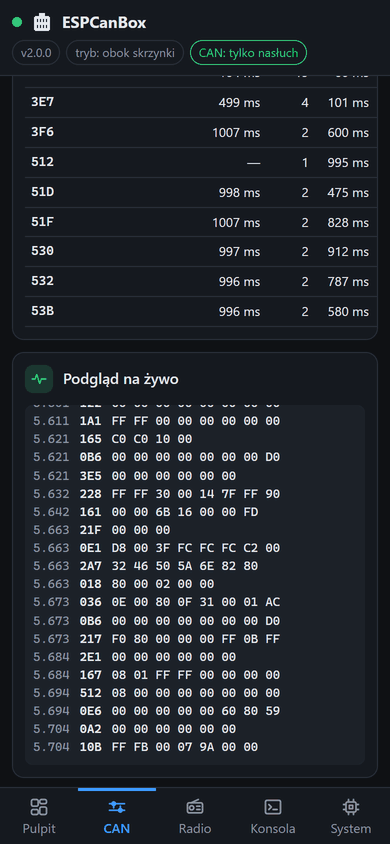 ESPCanBox
v2.0.0 tryb: obok skrzynki CAN: tylko nasłuch
3E7 499 ms 4 101 ms
3F6 1007 ms 2 600 ms
512 — 1 995 ms
51D 998 ms 2 475 ms
51F 1007 ms 2 828 ms
530 997 ms 2 912 ms
532 996 ms 2 787 ms
53B 996 ms 2 580 ms
Podgląd na żywo
5.611 1A1 FF FF 00 00 00 00 00 00
5.621 165 C0 C0 10 00
5.621 0B6 00 00 00 00 00 00 00 D0
5.621 3E5 00 00 00 00 00 00
5.632 228 FF FF 30 00 14 7F FF 90
5.642 161 00 00 6B 16 00 00 FD
5.663 21F 00 00 00
5.663 0E1 D8 00 3F FC FC FC C2 00
5.663 2A7 32 46 50 5A 6E 82 80
5.663 018 80 00 02 00 00
5.673 036 0E 00 80 0F 31 00 01 AC
5.673 0B6 00 00 00 00 00 00 00 D0
5.673 217 F0 80 00 00 00 FF 0B FF
5.684 2E1 00 00 00 00 00 00
5.684 167 08 01 FF FF 00 00 00 00
5.694 512 08 00 00 00 00 00 00 00
5.694 0E6 00 00 00 00 00 60 80 59
5.704 0A2 00 00 00 00 00 00
5.704 10B FF FB 00 07 9A 00 00
Pulpit CAN Radio Konsola System